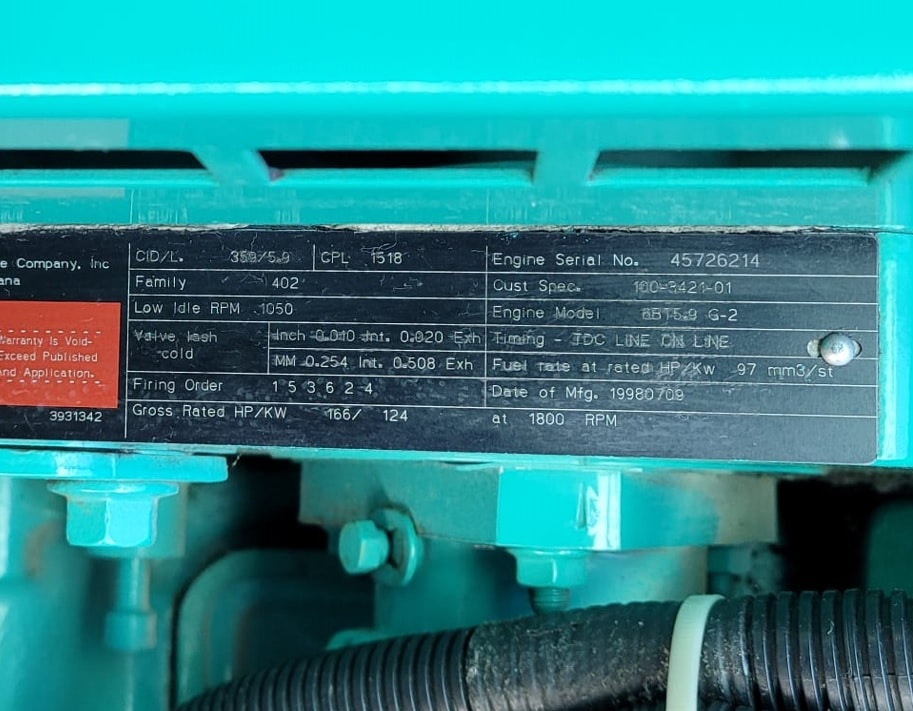 e Company, Inc
ana
Warranty Is Void-
Exceed Published
and Application.
3931342
CID/L. 359/5.9 CPL 1518
Family 402
Low Idle RPM 1050
Valve lash cold
Inch 0.010 Int. 0.020 Exh
MM 0.254 Int. 0.508 Exh
Firing Order 1 5 3 6 2 4
Gross Rated HP/KW 166/ 124 at 1800 RPM
Engine Serial No. 45726214
Cust Spec. 100-3421-01
Engine Model 6BT5.9 G-2
Timing - TDC LINE ON LINE
Fuel rate at rated HP/Kw 97 mm3/st
Date of Mfg. 19980709